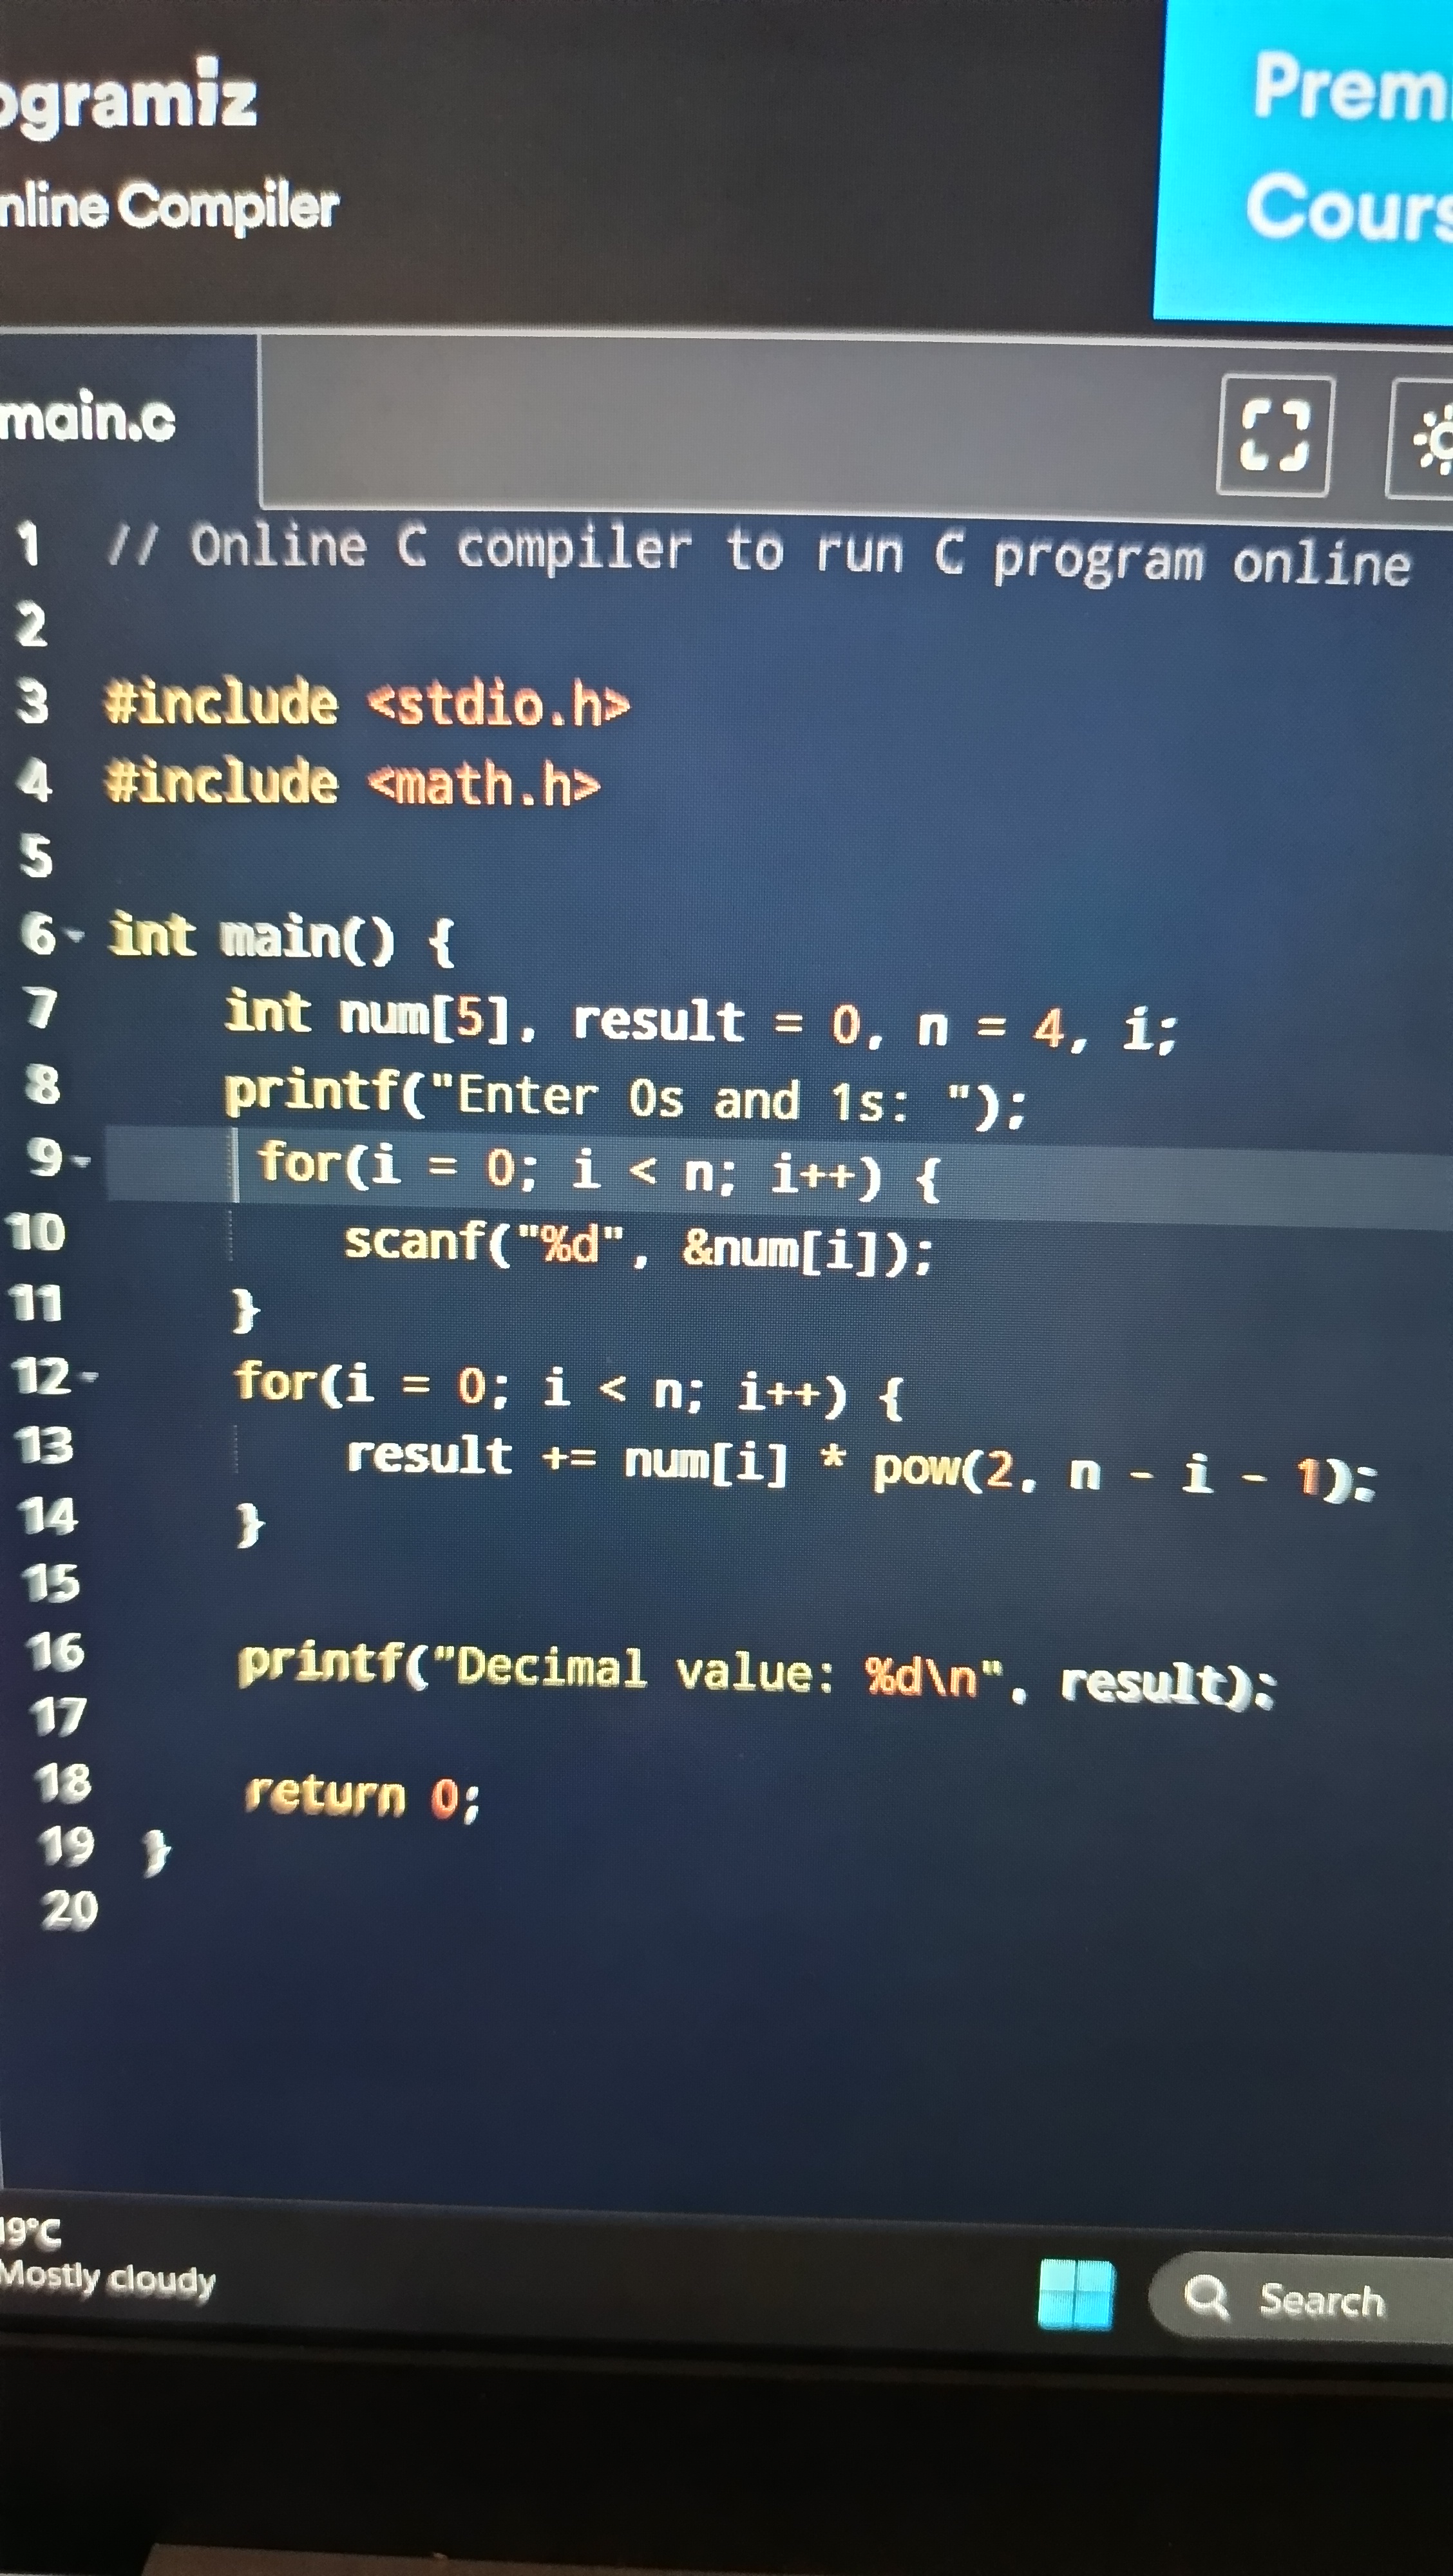 ogramiz
nline Compiler
Prem
Cours
main.c
1 // Online C compiler to run C program online
2
3 #include <stdio.h>
4 #include <math.h>
5
6 int main() {
7     int num[5], result = 0, n = 4, i;
8     printf("Enter 0s and 1s: ");
9      for(i = 0; i < n; i++) {
10         scanf("%d", &num[i]);
11     }
12     for(i = 0; i < n; i++) {
13         result += num[i] * pow(2, n - i - 1);
14     }
15
16     printf("Decimal value: %d\n", result);
17
18     return 0;
19 }
20
19°C
Mostly cloudy
Search